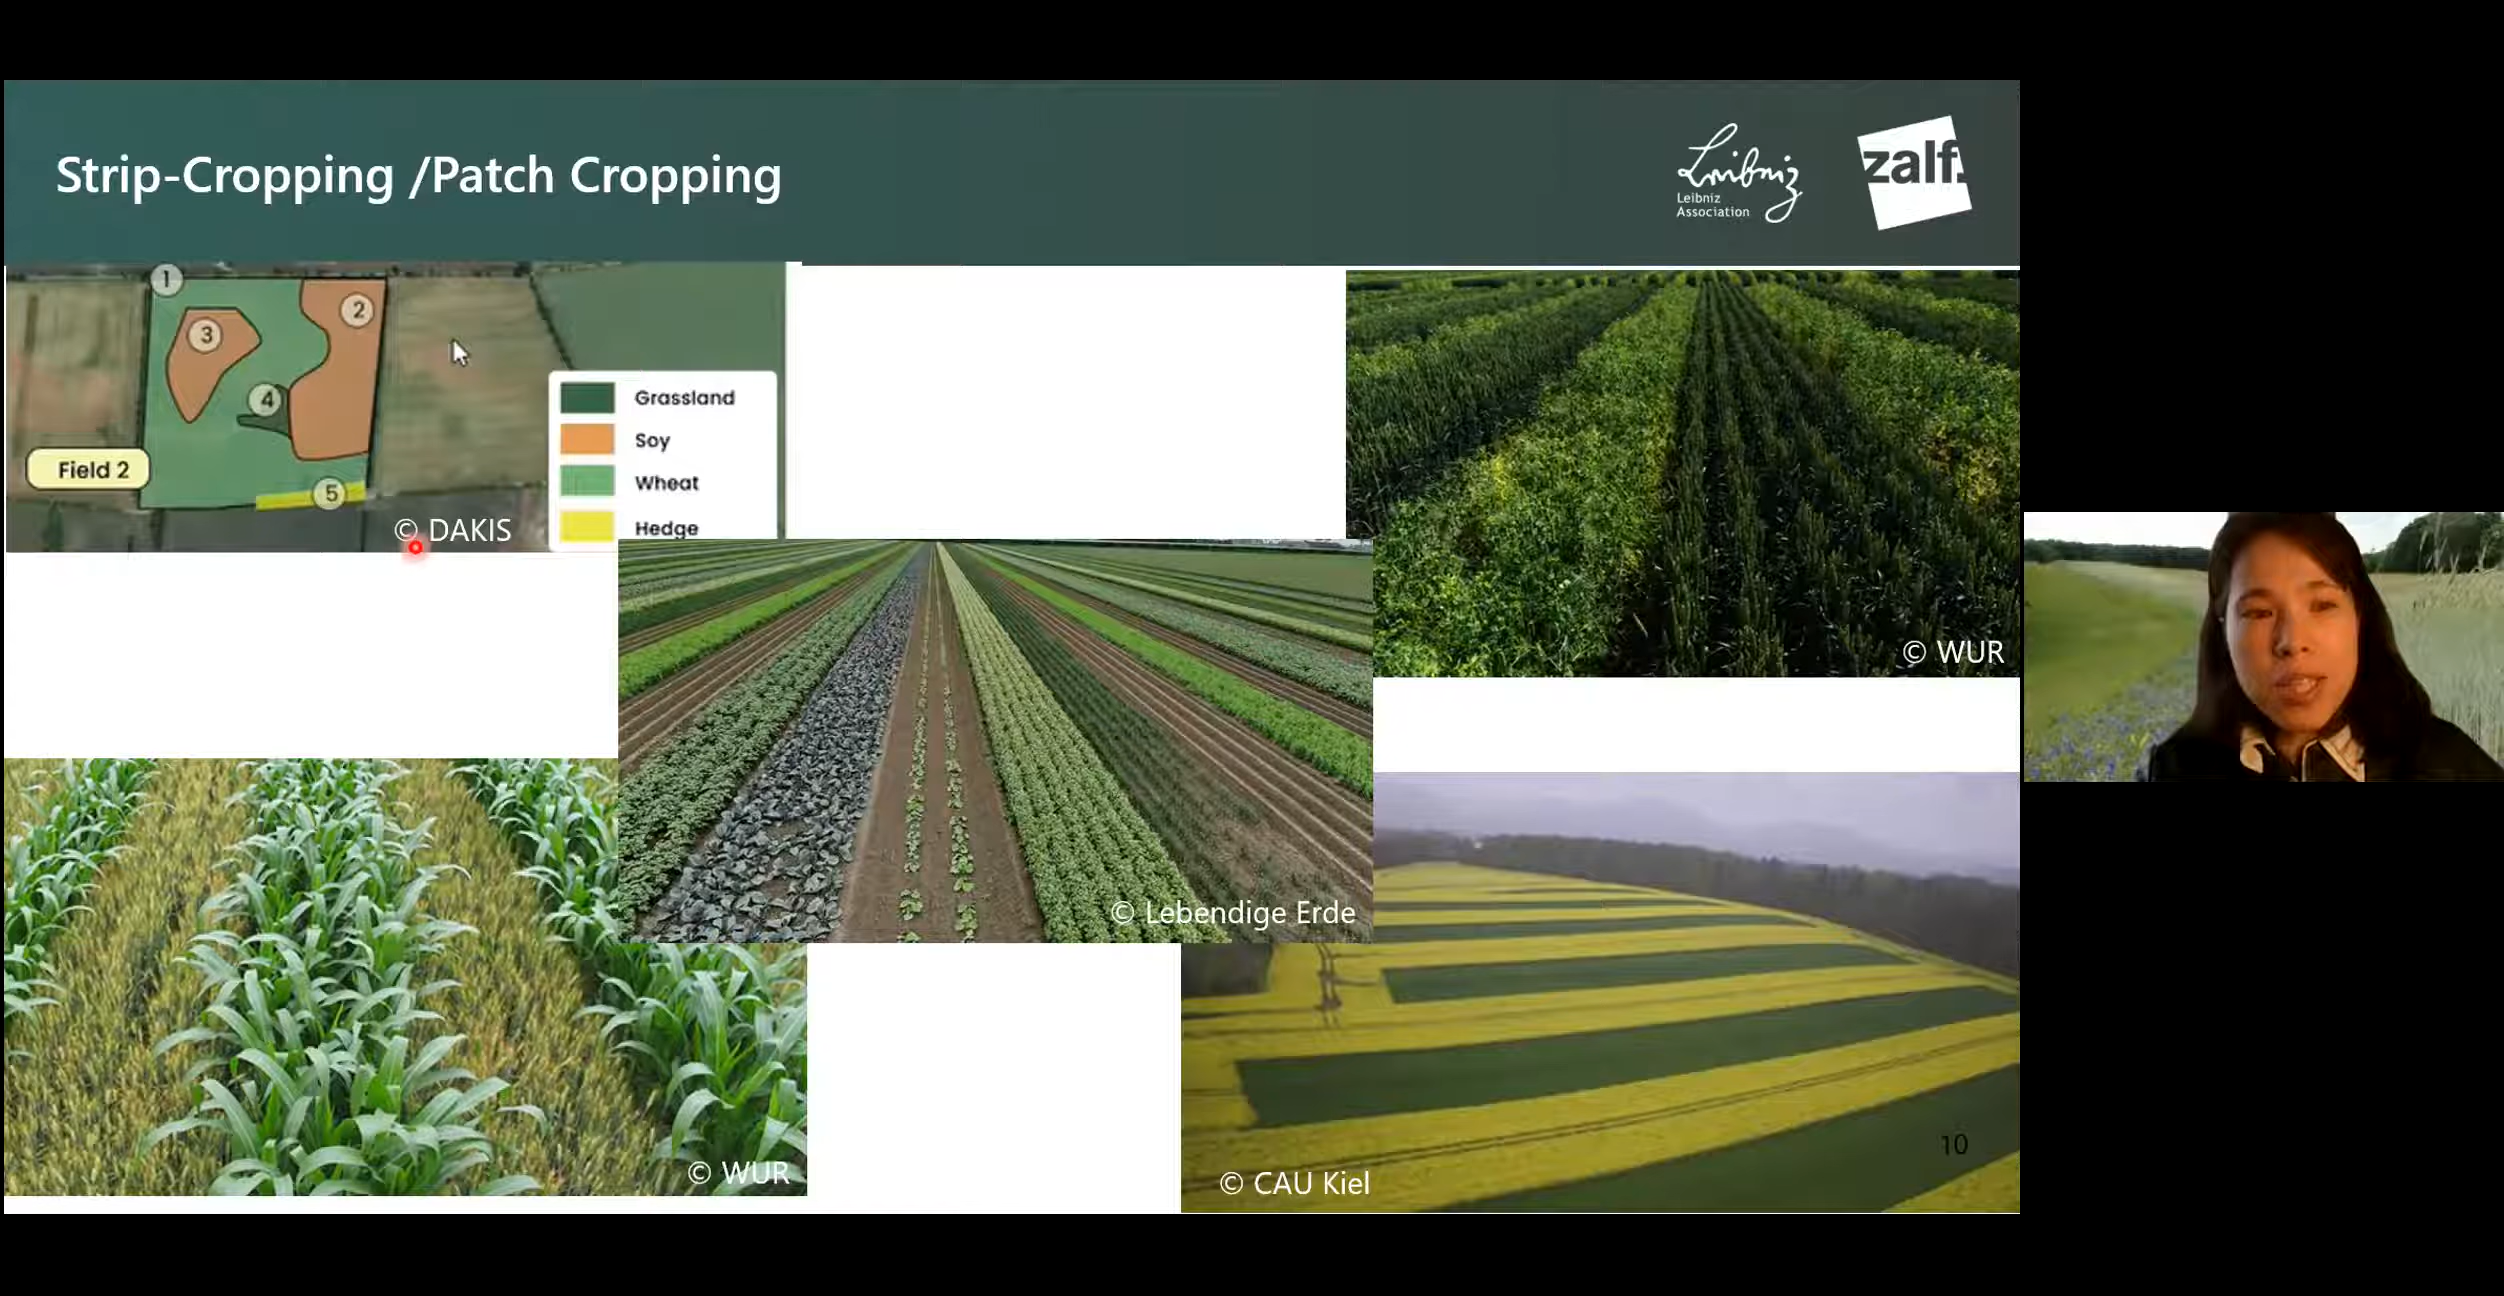 Strip-Cropping /Patch Cropping
Leibniz
Leibniz
Association
zalf.
1
2
3
4
5
Field 2
Grassland
Soy
Wheat
Hedge
© DAKIS
© WUR
© Lebendige Erde
© WUR
© CAU Kiel
10